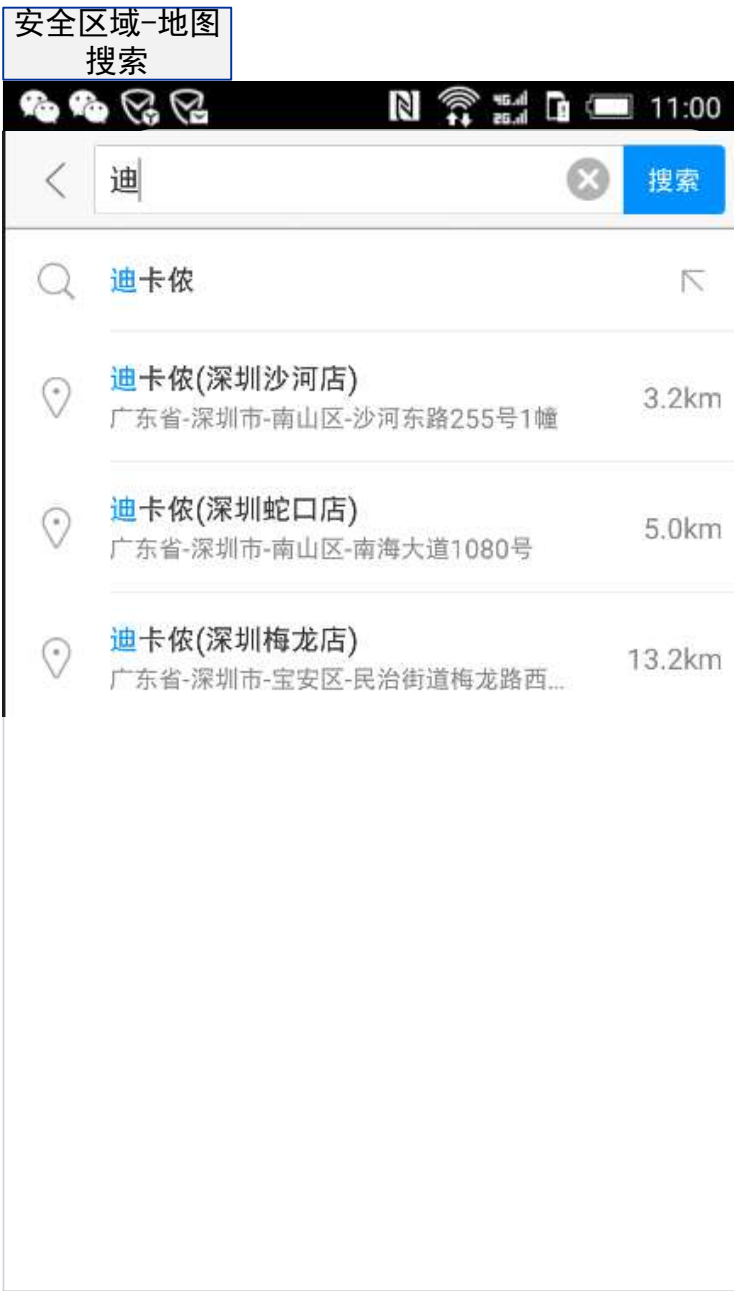 安全区域-地图
搜索
4G
2G
11:00
迪
搜索
迪卡侬
迪卡侬(深圳沙河店)
3.2km
广东省-深圳市-南山区-沙河东路255号1幢
迪卡侬(深圳蛇口店)
5.0km
广东省-深圳市-南山区-南海大道1080号
迪卡侬(深圳梅龙店)
13.2km
广东省-深圳市-宝安区-民治街道梅龙路西...